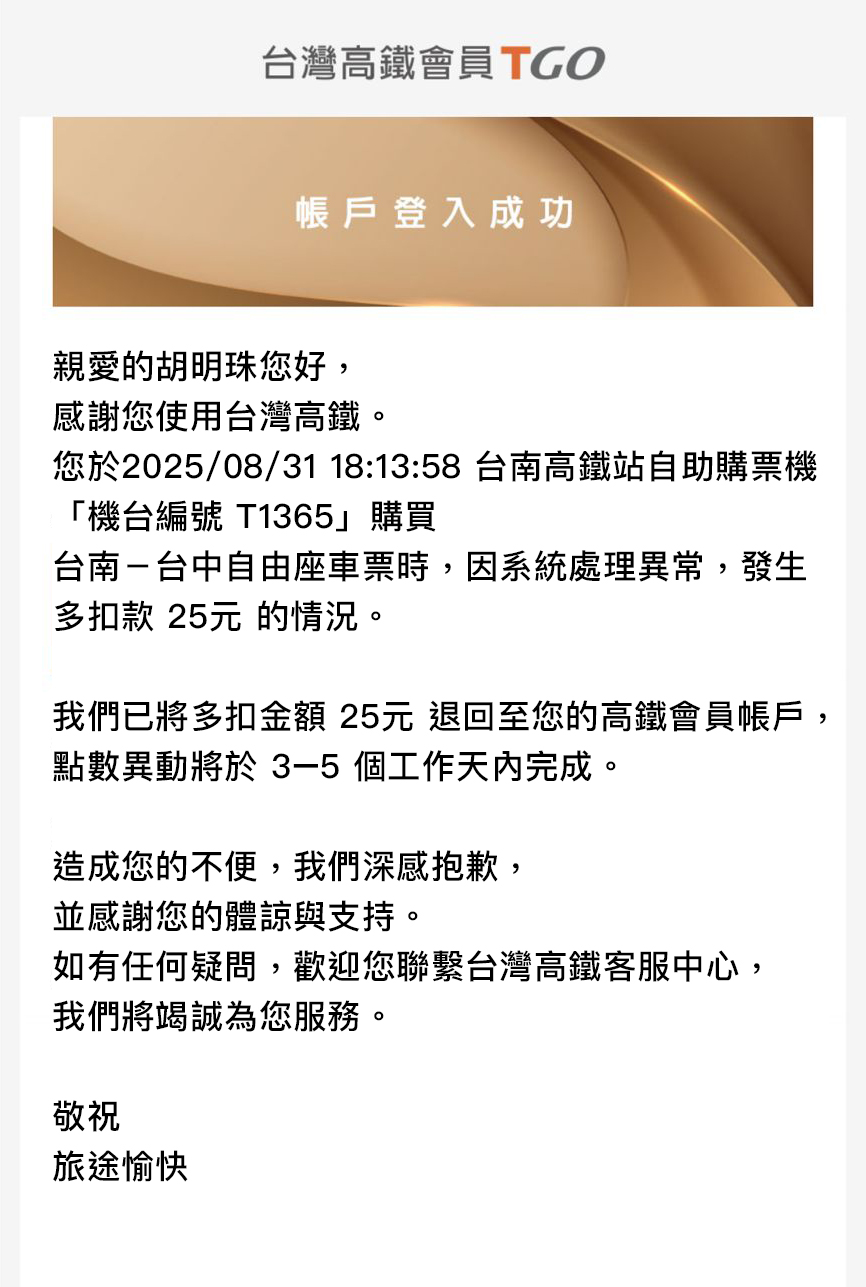 台灣高鐵會員TGO
帳戶登入成功
親愛的胡明珠您好，
感謝您使用台灣高鐵。
您於2025/08/31 18:13:58 台南高鐵站自助購票機
「機台編號 T1365」購買
台南－台中自由座車票時，因系統處理異常，發生
多扣款 25元 的情況。
我們已將多扣金額 25元 退回至您的高鐵會員帳戶，
點數異動將於 3–5 個工作天內完成。
造成您的不便，我們深感抱歉，
並感謝您的體諒與支持。
如有任何疑問，歡迎您聯繫台灣高鐵客服中心，
我們將竭誠為您服務。
敬祝
旅途愉快